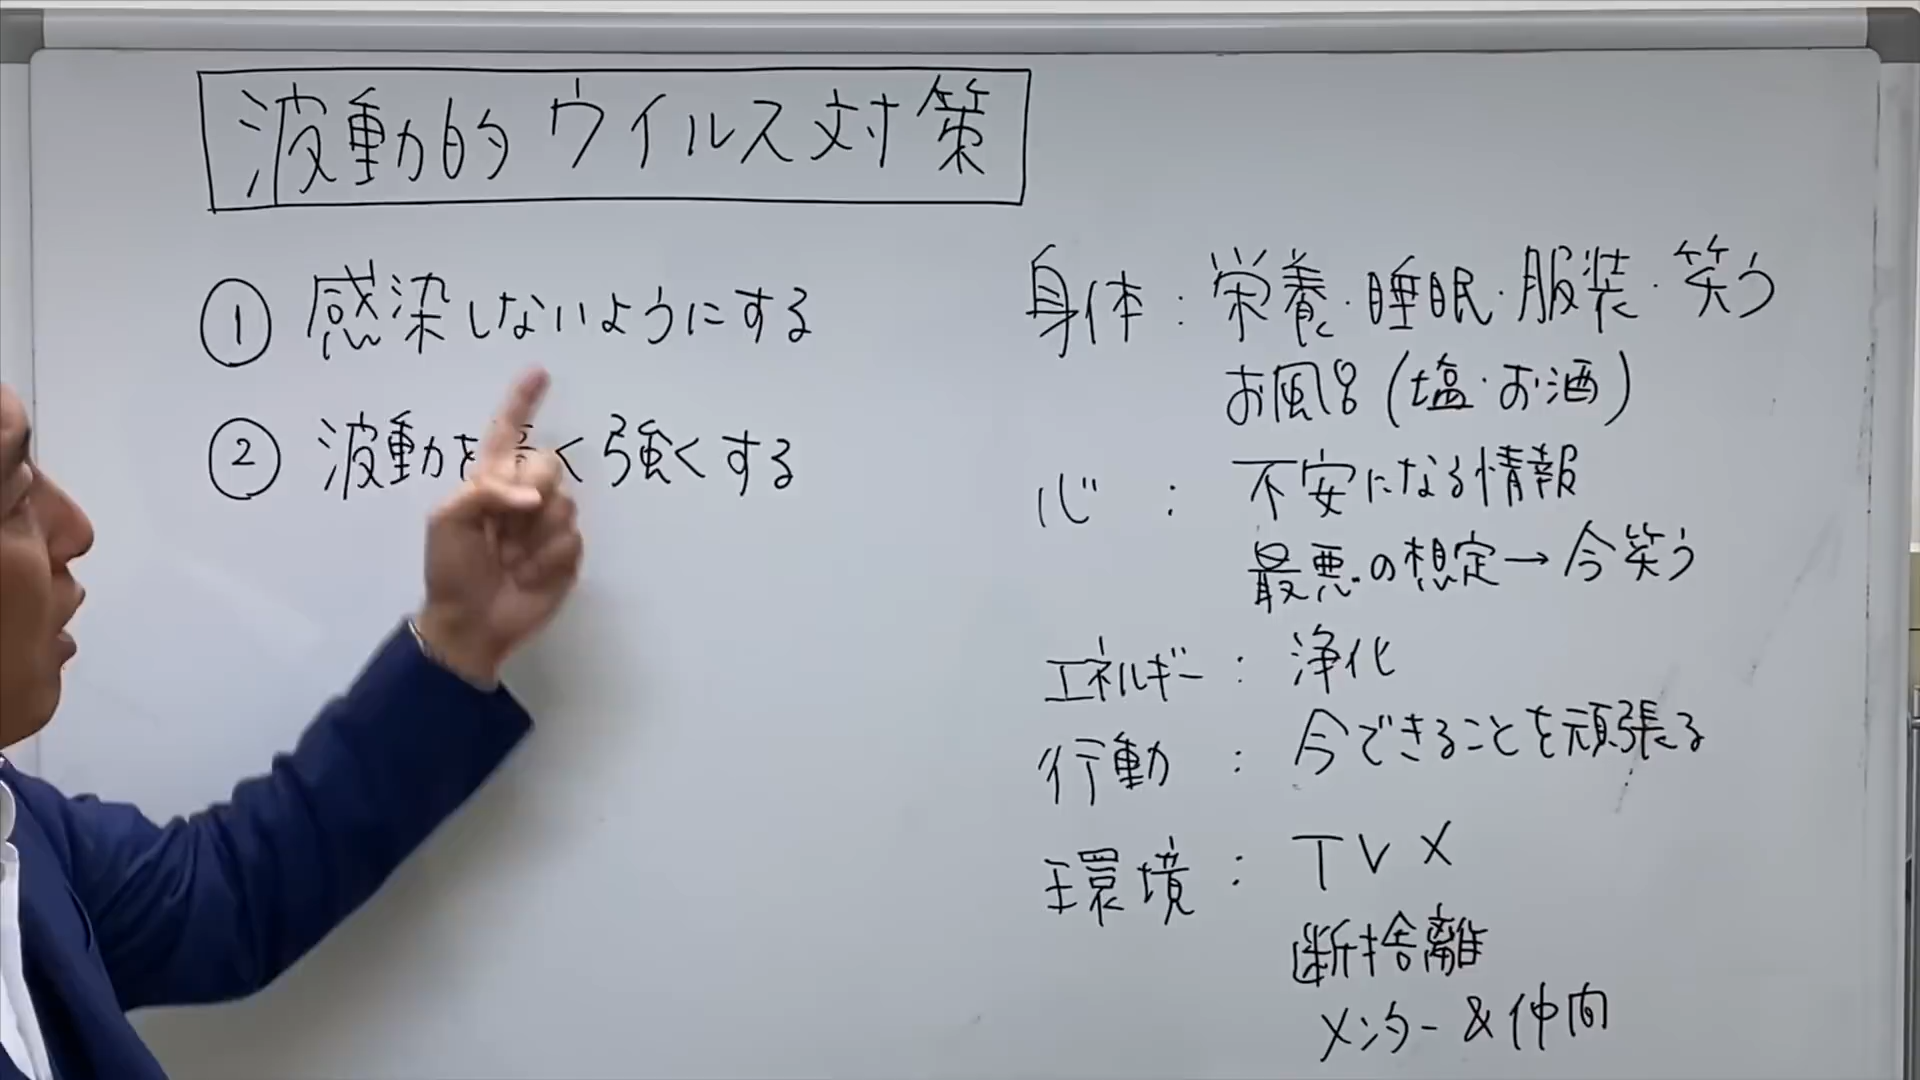 波動的ウイルス対策
① 感染しないようにする
② 波動を高く強くする
身体：栄養・睡眠・服装・笑う
お風呂(塩・お酒)
心：不安になる情報
最悪の想定→今笑う
エネルギー：浄化
行動：今できることを頑張る
環境：TV×
断捨離
メンター&仲間